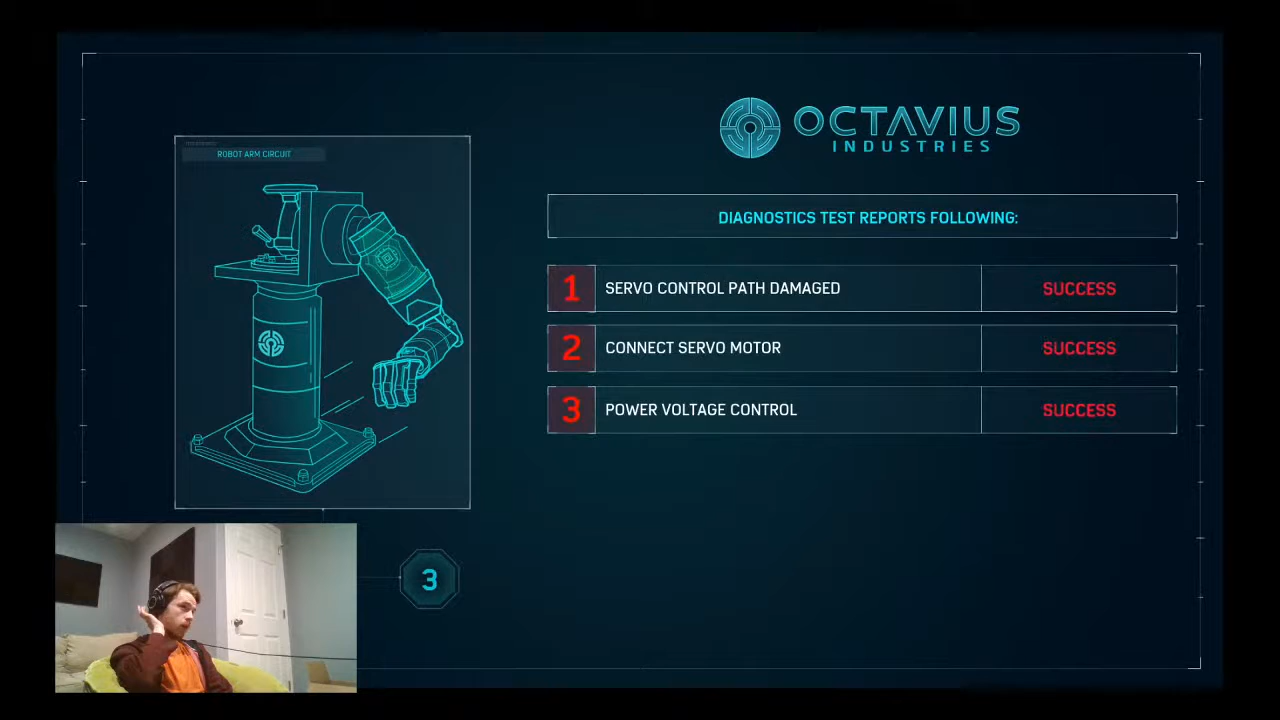 ROBOT ARM CIRCUIT
OCTAVIUS
INDUSTRIES
DIAGNOSTICS TEST REPORTS FOLLOWING:
1 SERVO CONTROL PATH DAMAGED SUCCESS
2 CONNECT SERVO MOTOR SUCCESS
3 POWER VOLTAGE CONTROL SUCCESS
3